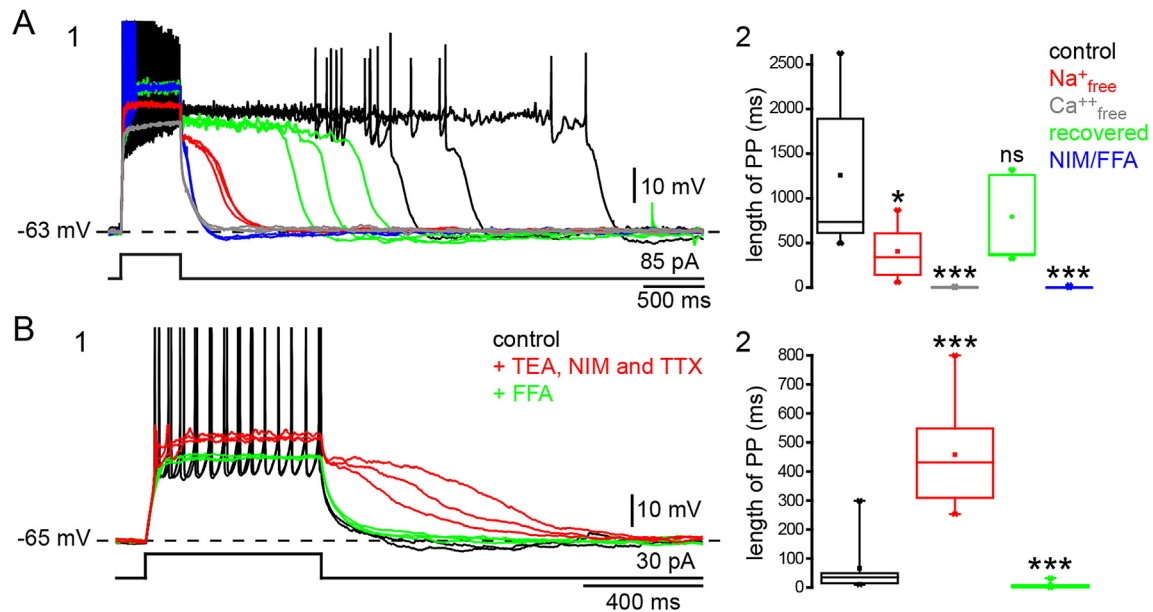 A
1
10 mV
-63 mV
85 pA
500 ms
2
length of PP (ms)
2500
2000
1500
1000
500
0
*
***
ns
***
control
Na+free
Ca++free
recovered
NIM/FFA
B
1
control
+ TEA, NIM and TTX
+ FFA
10 mV
-65 mV
30 pA
400 ms
2
length of PP (ms)
800
700
600
500
400
300
200
100
0
***
***